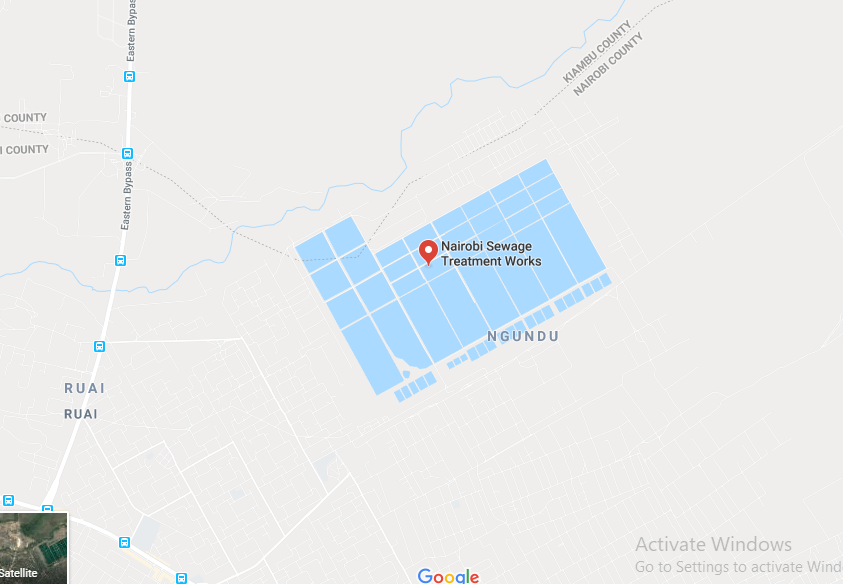 Eastern Bypass
KIAMBU COUNTY
NAIROBI COUNTY
COUNTY
I COUNTY
Eastern Bypass
Nairobi Sewage
Treatment Works
NGUNDU
RUAI
RUAI
Activate Windows
Go to Settings to activate Wind
Satellite
Google